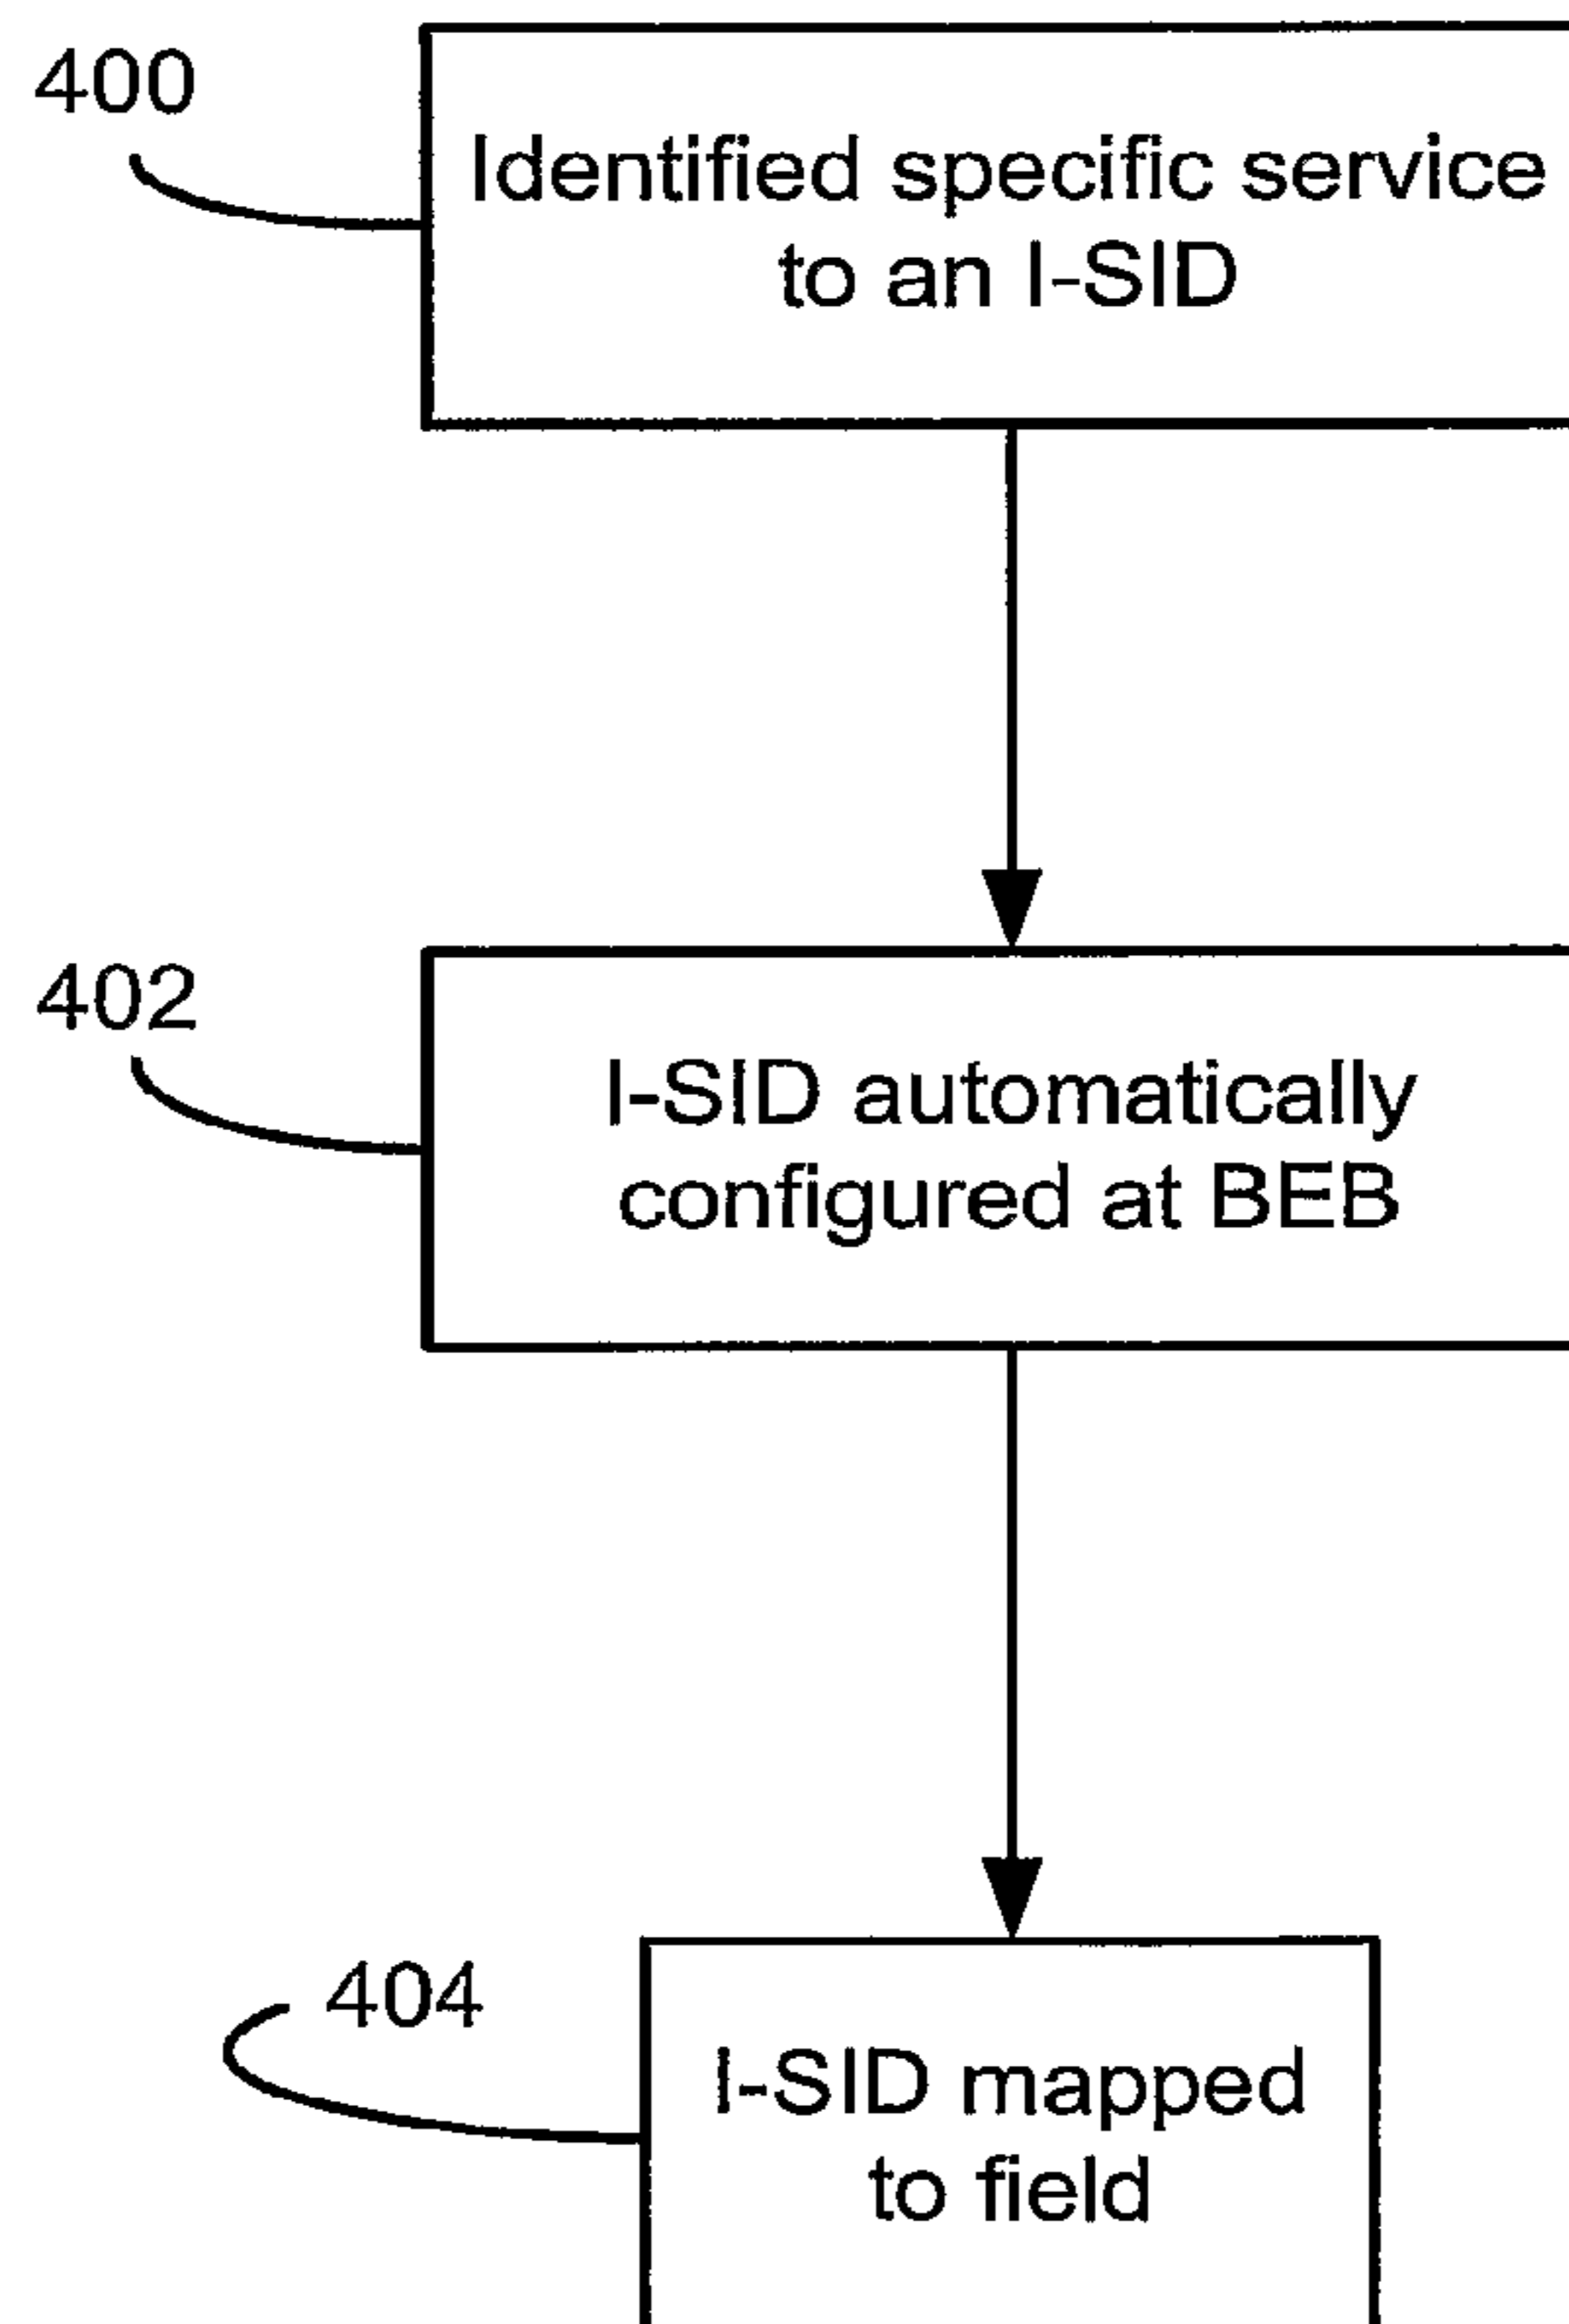 400
Identified specific service
to an I-SID
402
I-SID automatically
configured at BEB
404
I-SID mapped
to field